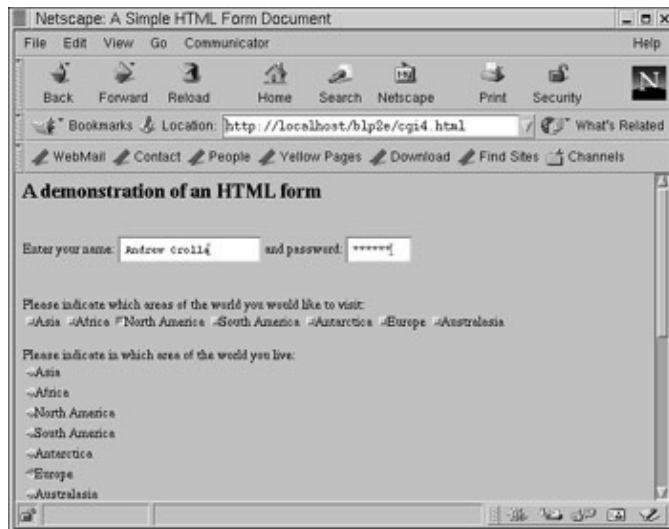 Netscape: A Simple HTML Form Document
File Edit View Go Communicator Help
Back Forward Reload Home Search Netscape Print Security N
Bookmarks Location: http://localhost/blp2e/cgi4.html What's Related
WebMail Contact People Yellow Pages Download Find Sites Channels
A demonstration of an HTML form
Enter your name: Andrew Crolla and password: ******
Please indicate which areas of the world you would like to visit:
Asia Africa North America South America Antarctica Europe Australasia
Please indicate in which area of the world you live:
Asia
Africa
North America
South America
Antarctica
Europe
Australasia